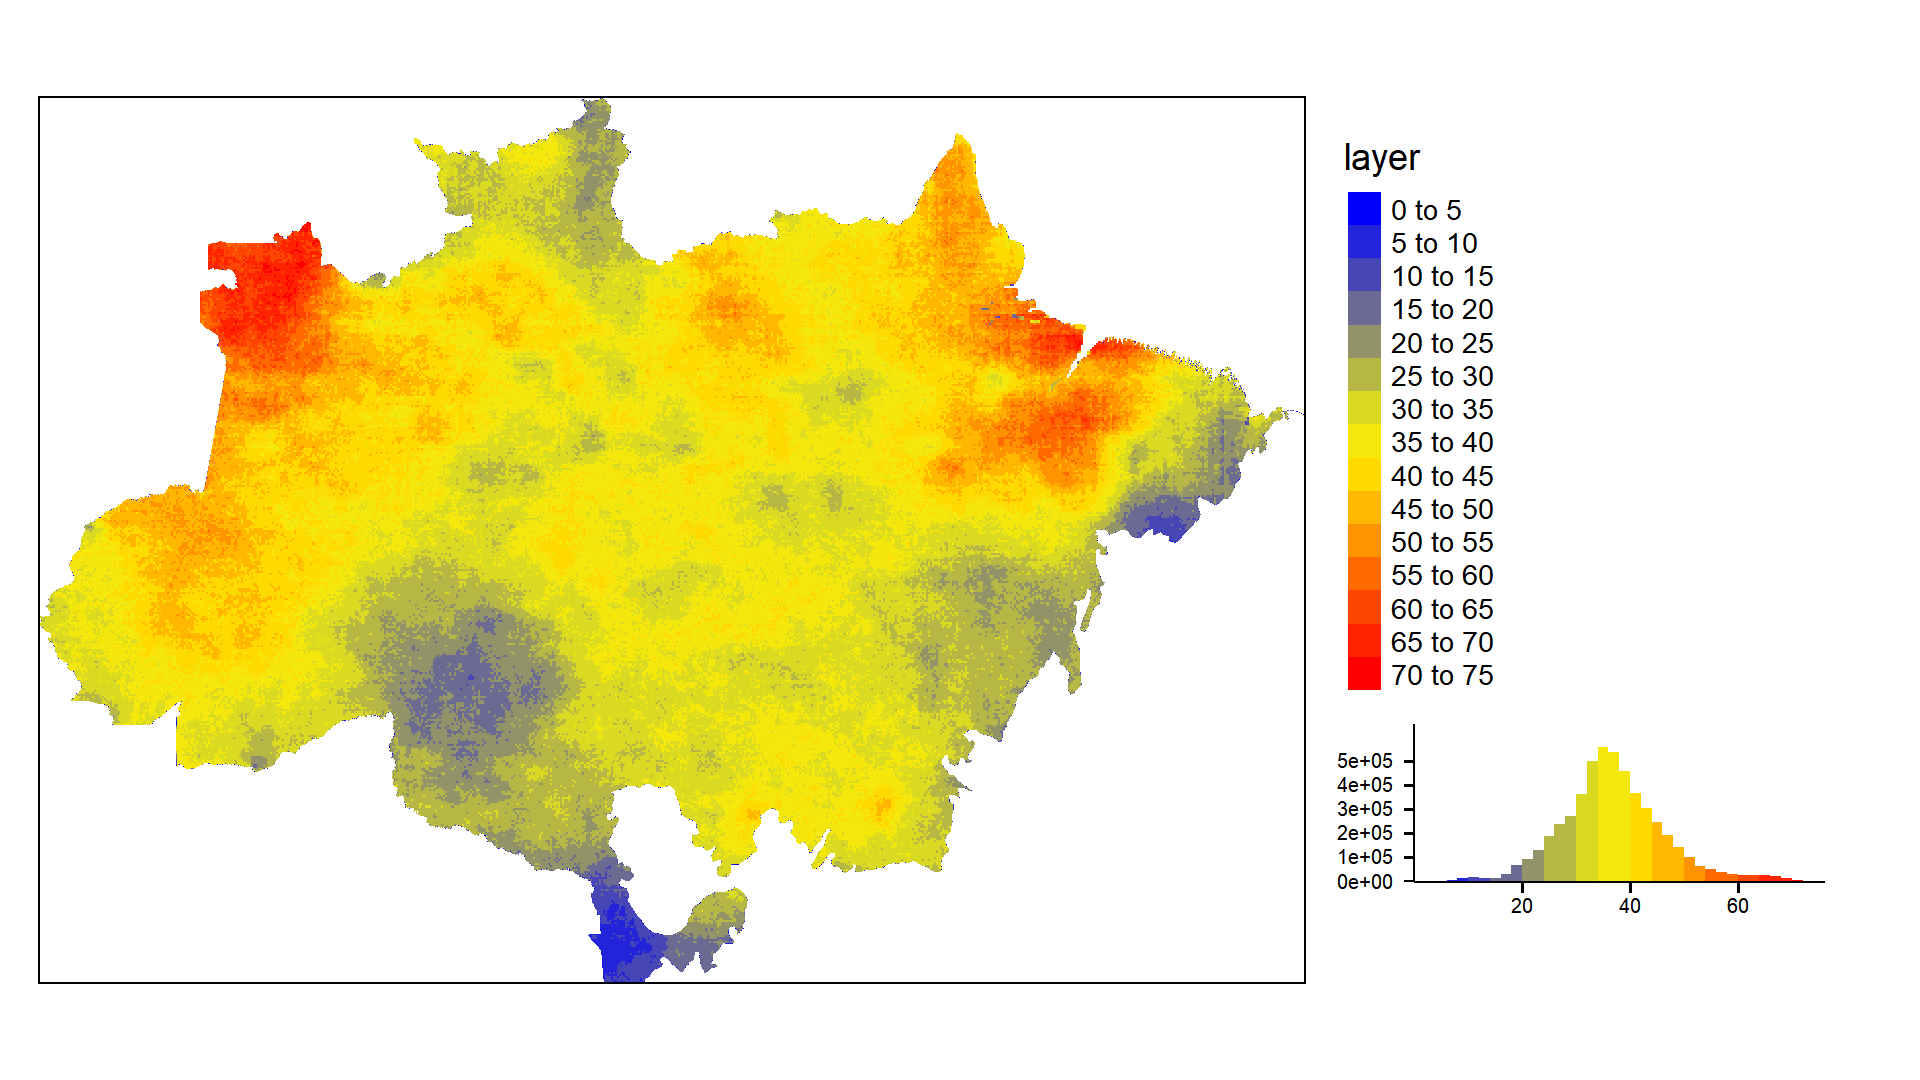 layer
0 to 5
5 to 10
10 to 15
15 to 20
20 to 25
25 to 30
30 to 35
35 to 40
40 to 45
45 to 50
50 to 55
55 to 60
60 to 65
65 to 70
70 to 75
5e+05
4e+05
3e+05
2e+05
1e+05
0e+00
20 40 60